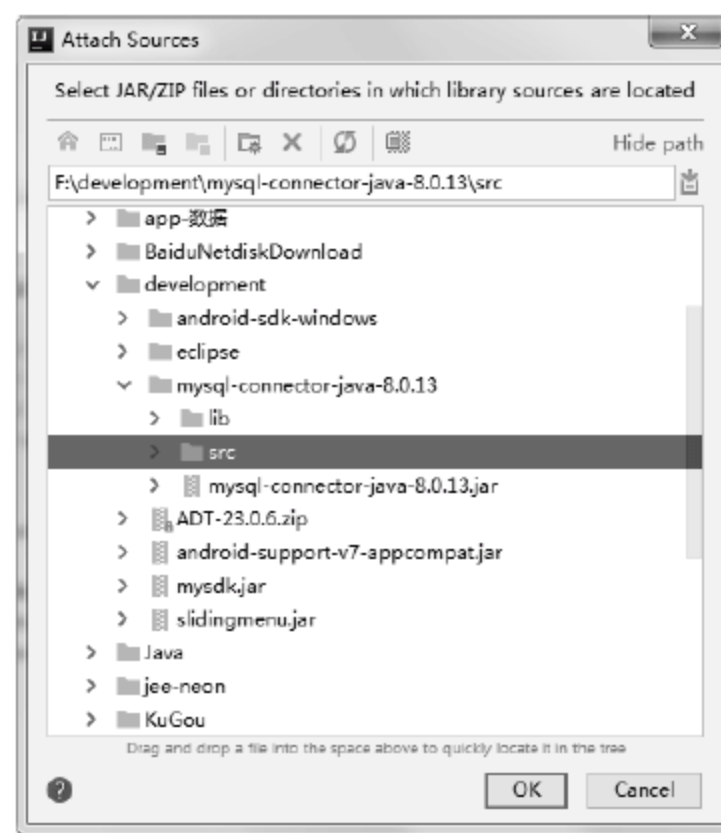 Attach Sources
Select JAR/ZIP files or directories in which library sources are located
Hide path
F:\development\mysql-connector-java-8.0.13\src
app-数据
BaiduNetdiskDownload
development
android-sdk-windows
eclipse
mysql-connector-java-8.0.13
lib
src
mysql-connector-java-8.0.13.jar
ADT-23.0.6.zip
android-support-v7-appcompat.jar
mysdk.jar
slidingmenu.jar
Java
jee-neon
KuGou
Drag and drop a file into the space above to quickly locate it in the tree
OK Cancel